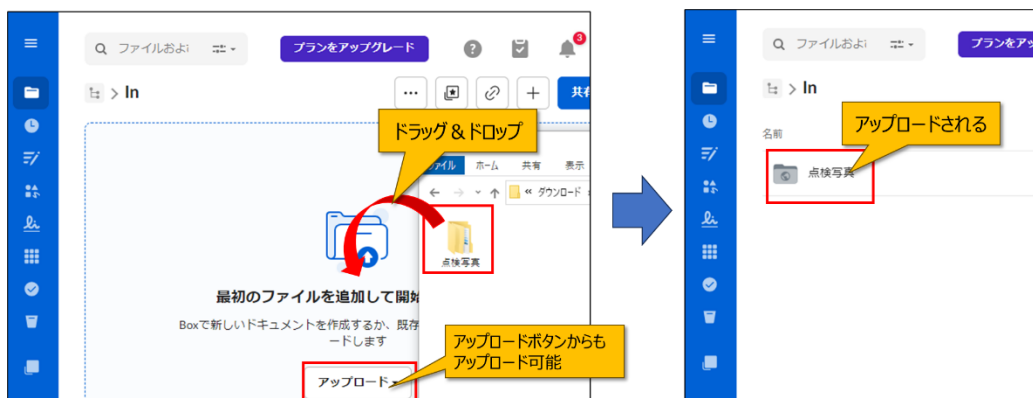 ファイルおよ
プランをアップグレード
3
> In
共有
ドラッグ & ドロップ
ファイル ホーム 共有 表示
« ダウンロード
点検写真
最初のファイルを追加して開始
Boxで新しいドキュメントを作成するか、既存
ードします
アップロード
アップロードボタンからも
アップロード可能
ファイルおよ
プランをアッ
> In
名前
アップロードされる
点検写真